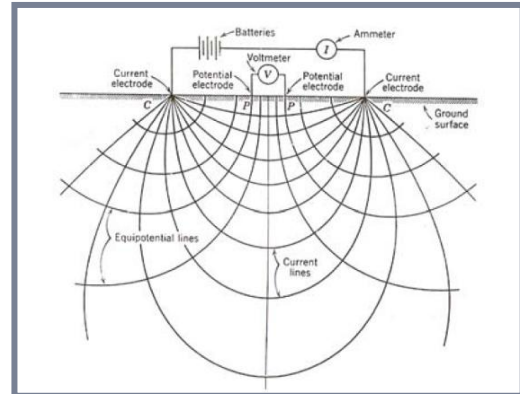 Batteries
Ammeter
I
Voltmeter
V
Current
electrode
Potential
electrode
Potential
electrode
Current
electrode
C
P
P
C
Ground
surface
Equipotential lines
Current
lines